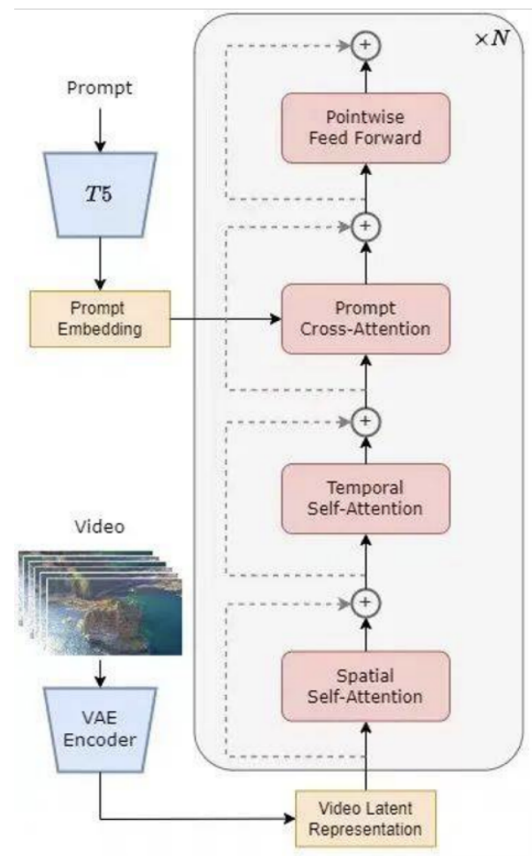 ×N
Prompt
T5
Prompt
Embedding
Pointwise
Feed Forward
+
+
Prompt
Cross-Attention
+
Temporal
Self-Attention
+
Spatial
Self-Attention
Video
VAE
Encoder
Video Latent
Representation